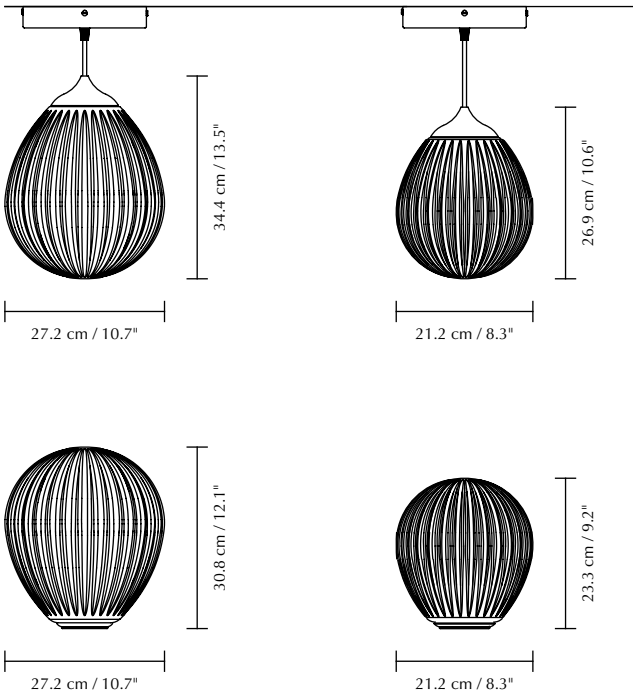 34.4 cm / 13.5"
26.9 cm / 10.6"
27.2 cm / 10.7"
21.2 cm / 8.3"
30.8 cm / 12.1"
23.3 cm / 9.2"
27.2 cm / 10.7"
21.2 cm / 8.3"